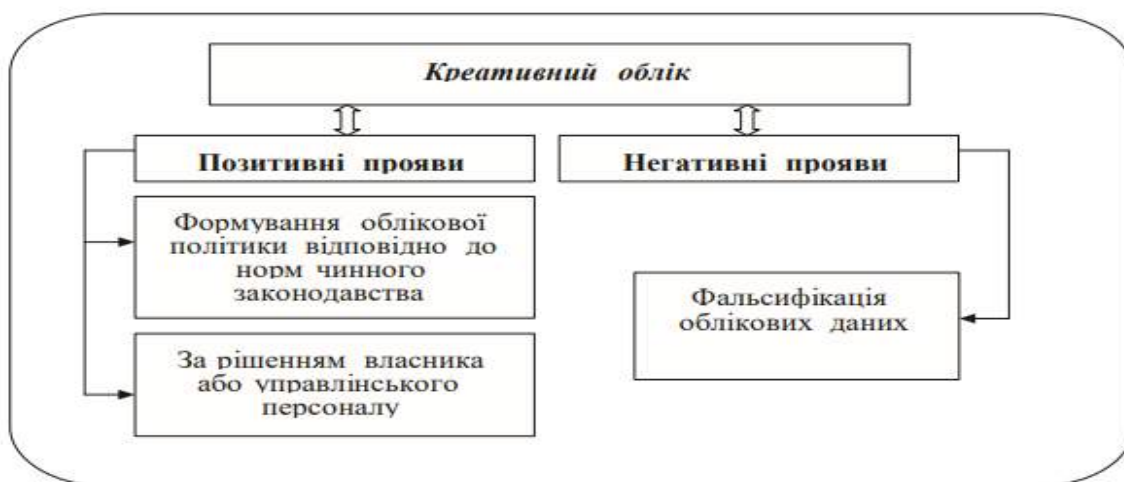 Креативний облік
Позитивні прояви
Негативні прояви
Формування облікової
політики відповідно до
норм чинного
законодавства
Фальсифікація
облікових даних
За рішенням власника
або управлінського
персоналу